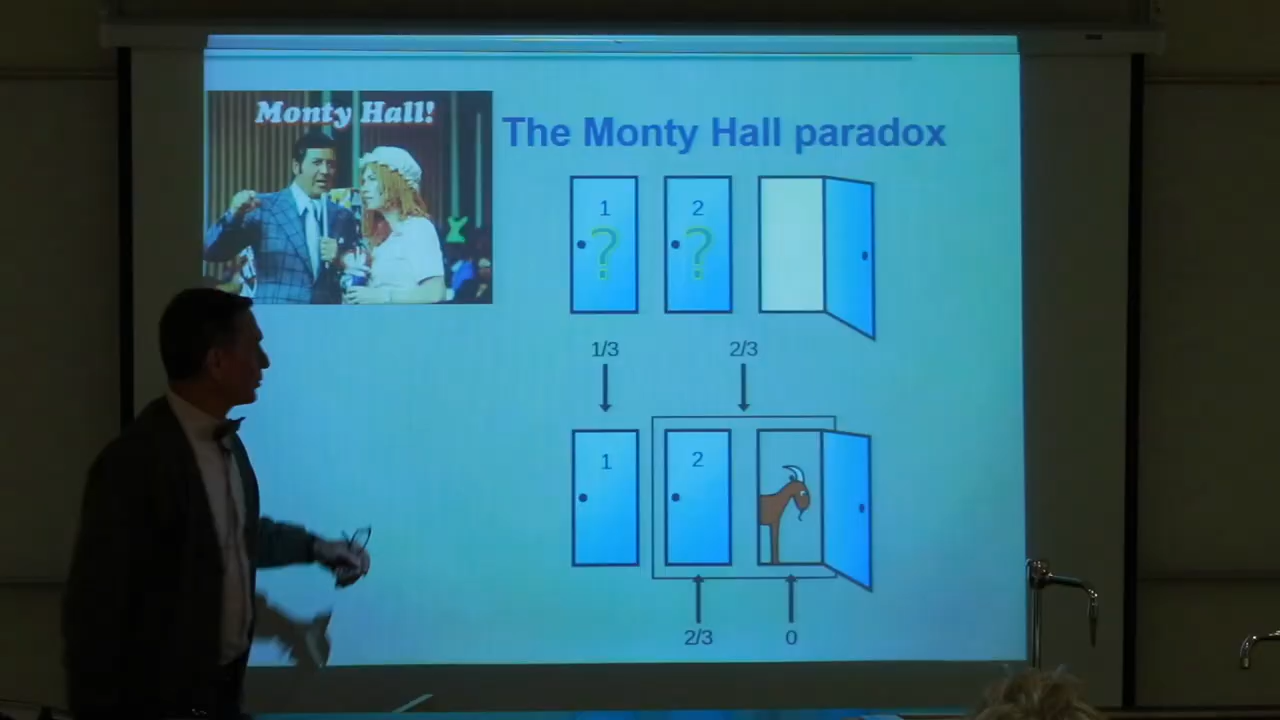 Monty Hall!
The Monty Hall paradox
1 2
? ?
1/3 2/3
1 2
2/3 0